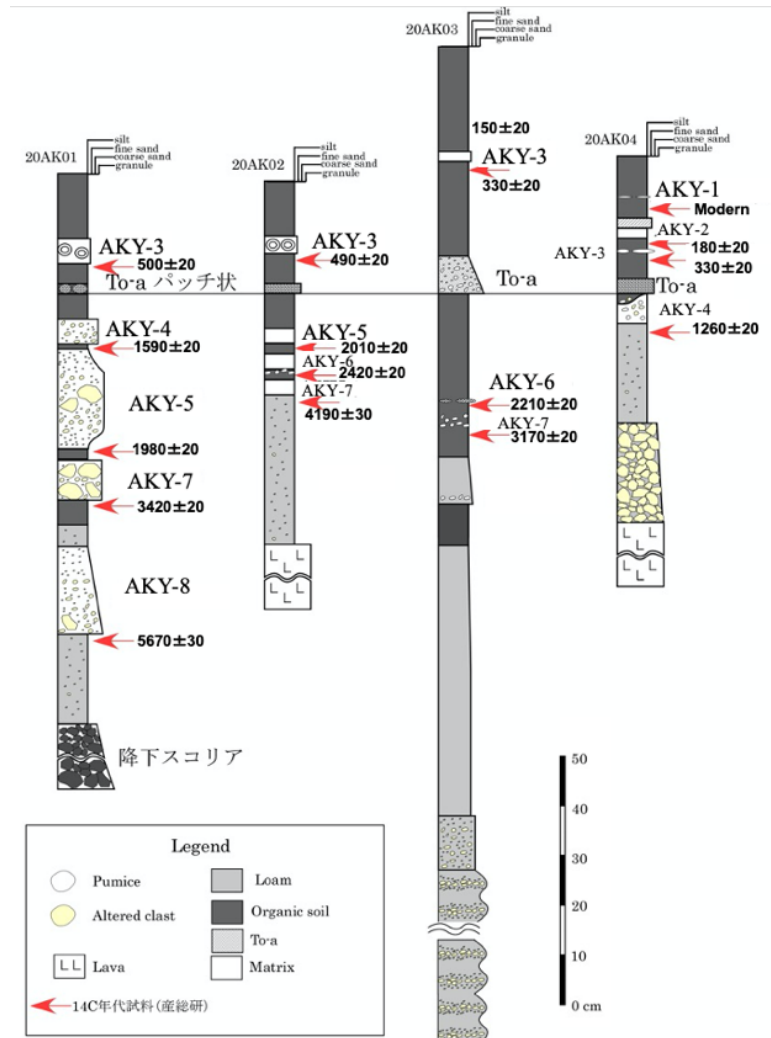 silt
fine sand
coarse sand
granule
20AK01
AKY-3
500±20
To-a パッチ状
AKY-4
1590±20
AKY-5
1980±20
AKY-7
3420±20
AKY-8
5670±30
降下スコリア
silt
fine sand
coarse sand
granule
20AK02
AKY-3
490±20
AKY-5
2010±20
AKY-6
2420±20
AKY-7
4190±30
L L
L
L
L L
silt
fine sand
coarse sand
granule
20AK03
150±20
AKY-3
330±20
To-a
AKY-6
2210±20
AKY-7
3170±20
silt
fine sand
coarse sand
granule
20AK04
AKY-1
Modern
AKY-2
180±20
AKY-3
330±20
To-a
AKY-4
1260±20
L L
L
L
L L
50
40
30
20
10
0 cm
Legend
Pumice
Altered clast
L L Lava
Loam
Organic soil
To-a
Matrix
14C年代試料(産総研)